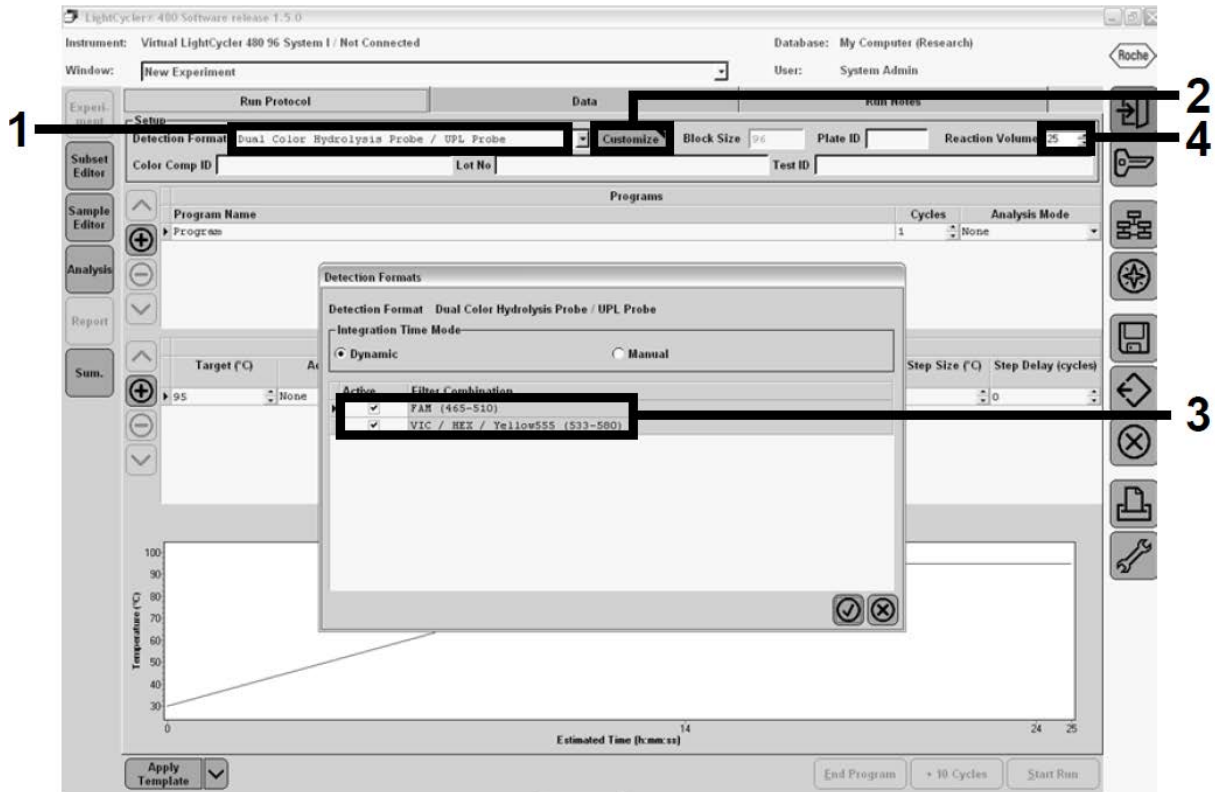 LightCycler® 480 Software release 1.5.0
Instrument: Virtual LightCycler 480 96 System I / Not Connected
Database: My Computer (Research)
Window: New Experiment
User: System Admin
Roche
Run Protocol Data Run Notes
Experiment
Setup
Detection Format Dual Color Hydrolysis Probe / UPL Probe Customize Block Size 96 Plate ID Reaction Volume 25
Color Comp ID Lot No Test ID
1
2
4
Subset Editor
Sample Editor
Analysis
Report
Sum.
Programs
Program Name Cycles Analysis Mode
Program 1 None
Detection Formats
Detection Format Dual Color Hydrolysis Probe / UPL Probe
Integration Time Mode
Dynamic Manual
Active Filter Combination
FAM (465-510)
VIC / HEX / Yellow555 (533-580)
3
Target (°C) Step Size (°C) Step Delay (cycles)
95 None 0
Temperature (°C)
100
90
80
70
60
50
40
30
0 14 24 25
Estimated Time (h:mm:ss)
Apply Template
End Program + 10 Cycles Start Run